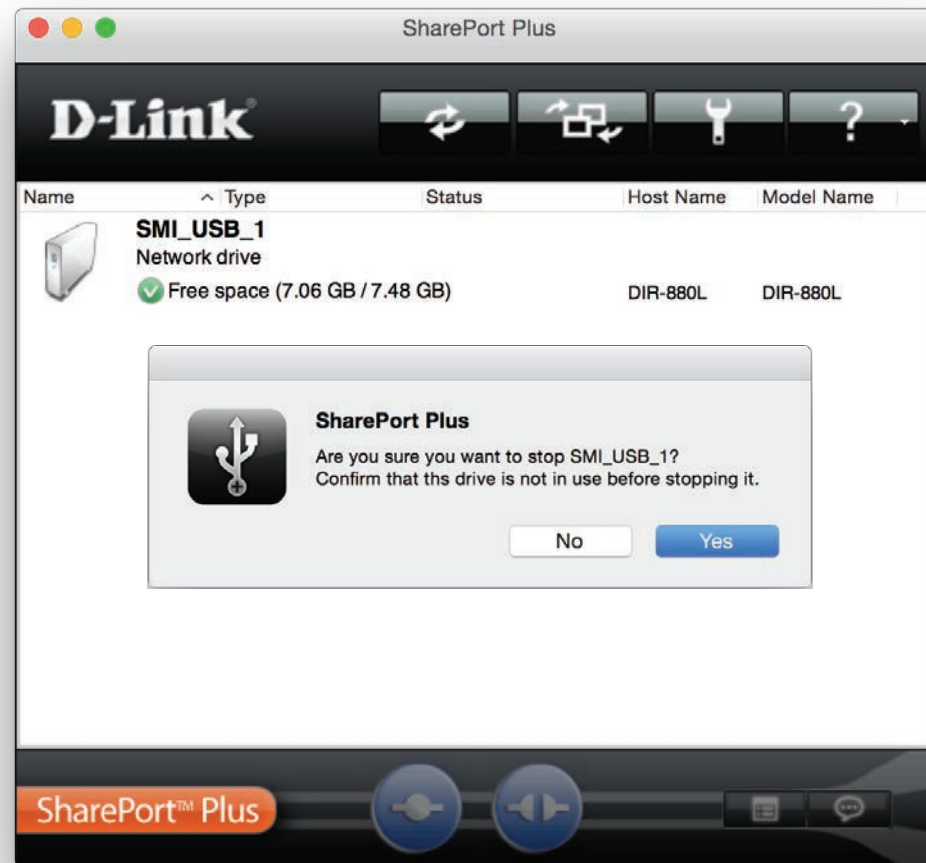 SharePort Plus
D-Link®
?
Name Type Status Host Name Model Name
SMI_USB_1
Network drive
Free space (7.06 GB / 7.48 GB) DIR-880L DIR-880L
SharePort Plus
Are you sure you want to stop SMI_USB_1?
Confirm that ths drive is not in use before stopping it.
No Yes
SharePort™ Plus